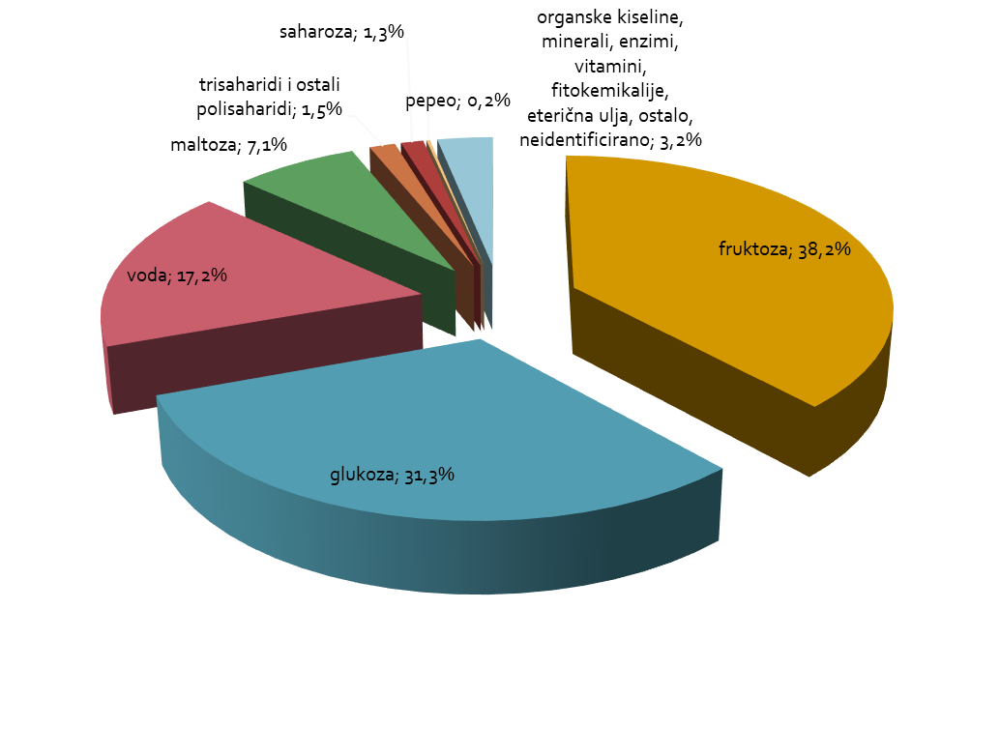 saharoza; 1,3%
organske kiseline,
minerali, enzimi,
vitamini,
fitokemikalije,
eterična ulja, ostalo,
neidentificirano; 3,2%
trisaharidi i ostali
polisaharidi; 1,5%
pepeo; 0,2%
maltoza; 7,1%
fruktoza; 38,2%
voda; 17,2%
glukoza; 31,3%